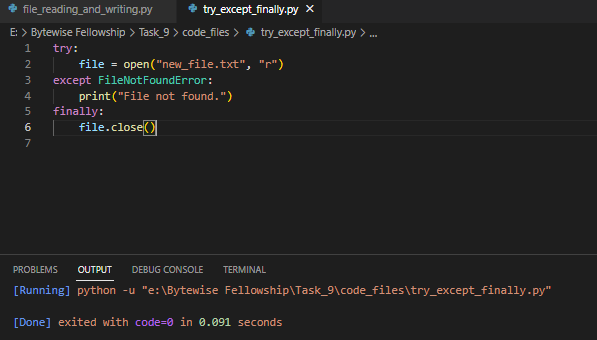 file_reading_and_writing.py try_except_finally.py ×
E: > Bytewise Fellowship > Task_9 > code_files > try_except_finally.py > ...
1 try:
2 file = open("new_file.txt", "r")
3 except FileNotFoundError:
4 print("File not found.")
5 finally:
6 file.close()
7
PROBLEMS OUTPUT DEBUG CONSOLE TERMINAL
[Running] python -u "e:\Bytewise Fellowship\Task_9\code_files\try_except_finally.py"
[Done] exited with code=0 in 0.091 seconds